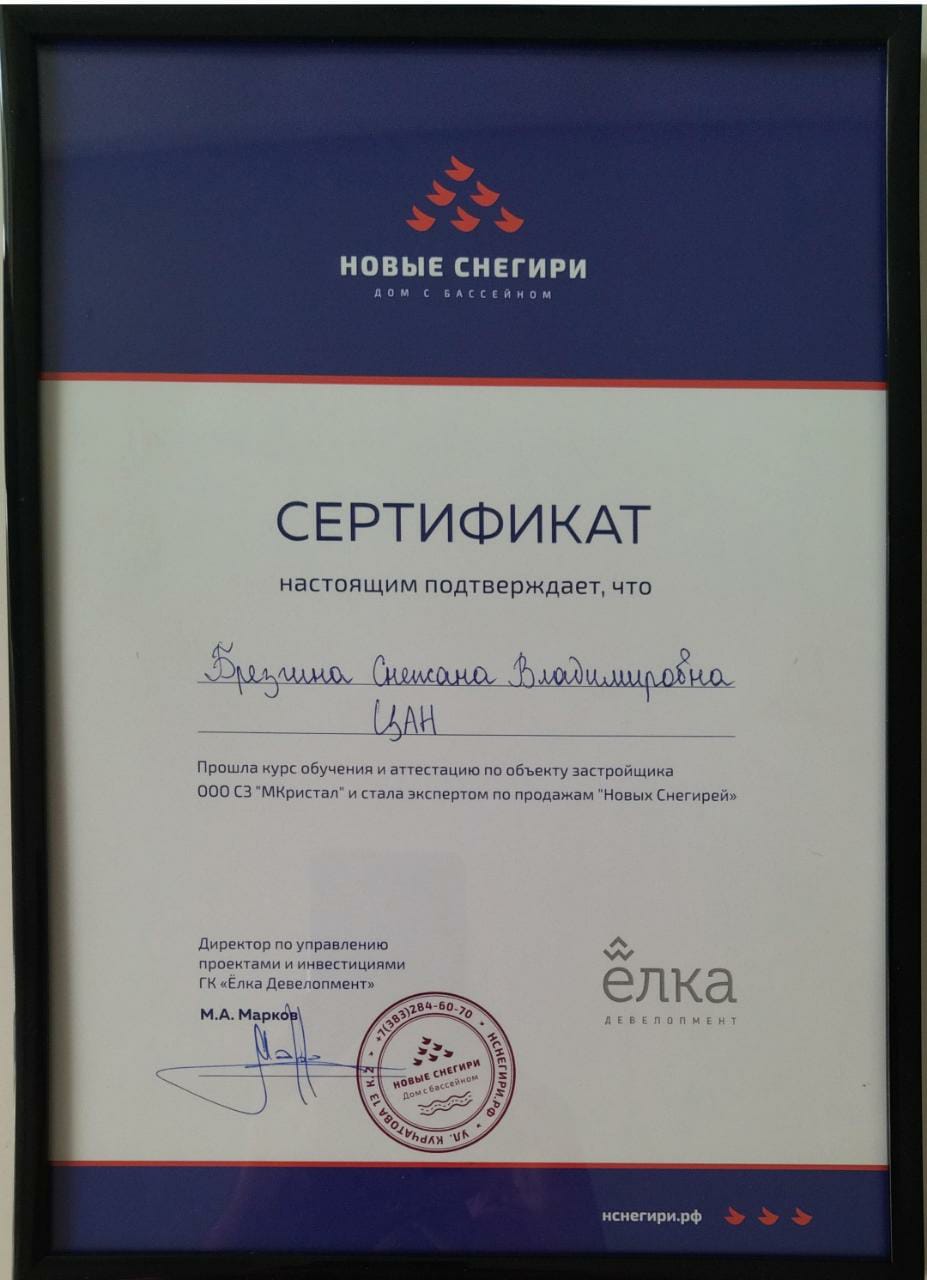 НОВЫЕ СНЕГИРИ
ДОМ С БАССЕЙНОМ
СЕРТИФИКАТ
настоящим подтверждает, что
Брезгина Снежана Владимировна
ЦАН
Прошла курс обучения и аттестацию по объекту застройщика
ООО СЗ "МКристал" и стала экспертом по продажам "Новых Снегирей»
Директор по управлению
проектами и инвестициями
ГК «Ёлка Девелопмент»
М.А. Марков
ёлка
ДЕВЕЛОПМЕНТ
+7(383)284-60-70 • НСНЕГИРИ.РФ • УЛ. КУРЧАТОВА 13 К.2 •
НОВЫЕ СНЕГИРИ
Дом с бассейном
нснегири.рф